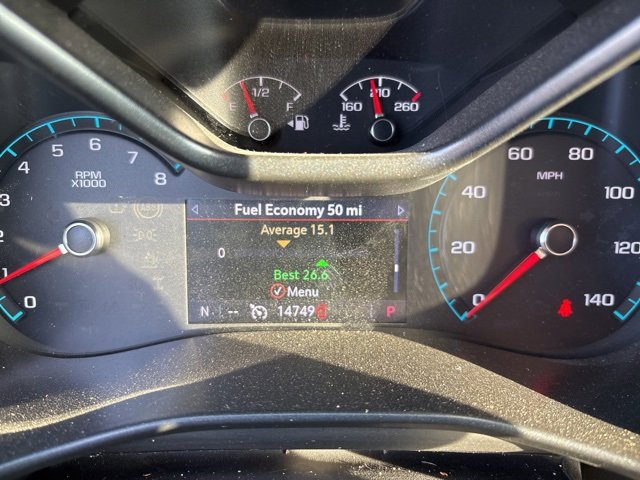 1/2
E F
210
160 260
5 6 7
4 8
3
2
1
0
RPM
X1000
ABS
Fuel Economy 50 mi
Average 15.1
0
Best 26.6
Menu
N -- 14749 P
60 80
40 100
20 120
0 140
MPH